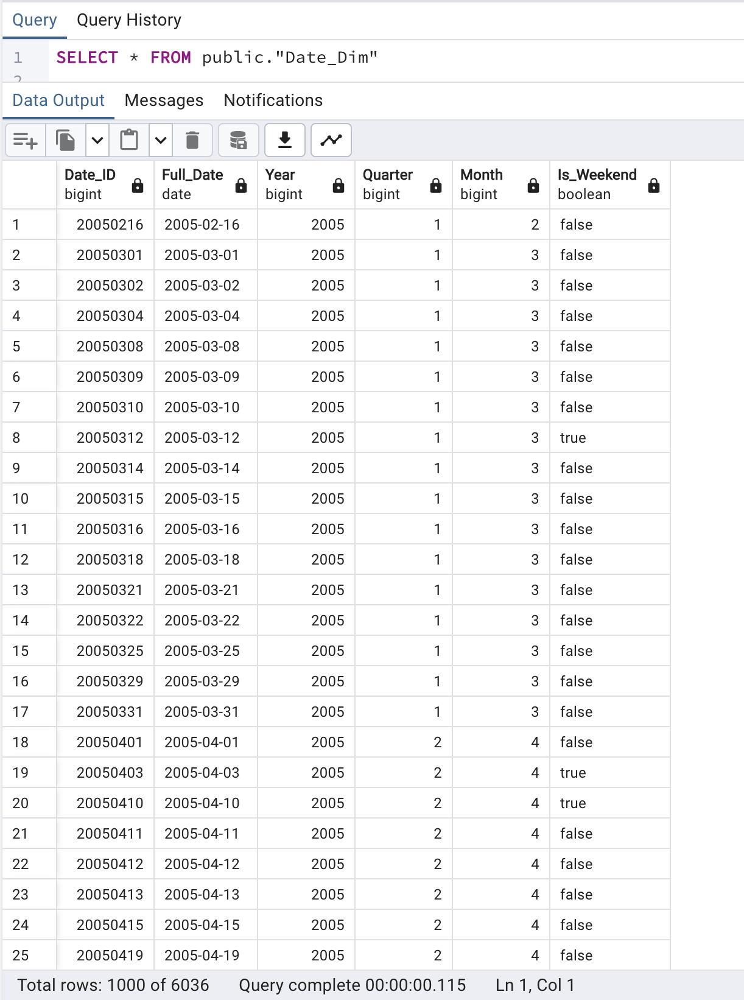 Query Query History
1 SELECT * FROM public."Date_Dim"
2
Data Output Messages Notifications
Date_ID Full_Date Year Quarter Month Is_Weekend
bigint date bigint bigint bigint boolean
1 20050216 2005-02-16 2005 1 2 false
2 20050301 2005-03-01 2005 1 3 false
3 20050302 2005-03-02 2005 1 3 false
4 20050304 2005-03-04 2005 1 3 false
5 20050308 2005-03-08 2005 1 3 false
6 20050309 2005-03-09 2005 1 3 false
7 20050310 2005-03-10 2005 1 3 false
8 20050312 2005-03-12 2005 1 3 true
9 20050314 2005-03-14 2005 1 3 false
10 20050315 2005-03-15 2005 1 3 false
11 20050316 2005-03-16 2005 1 3 false
12 20050318 2005-03-18 2005 1 3 false
13 20050321 2005-03-21 2005 1 3 false
14 20050322 2005-03-22 2005 1 3 false
15 20050325 2005-03-25 2005 1 3 false
16 20050329 2005-03-29 2005 1 3 false
17 20050331 2005-03-31 2005 1 3 false
18 20050401 2005-04-01 2005 2 4 false
19 20050403 2005-04-03 2005 2 4 true
20 20050410 2005-04-10 2005 2 4 true
21 20050411 2005-04-11 2005 2 4 false
22 20050412 2005-04-12 2005 2 4 false
23 20050413 2005-04-13 2005 2 4 false
24 20050415 2005-04-15 2005 2 4 false
25 20050419 2005-04-19 2005 2 4 false
Total rows: 1000 of 6036 Query complete 00:00:00.115 Ln 1, Col 1